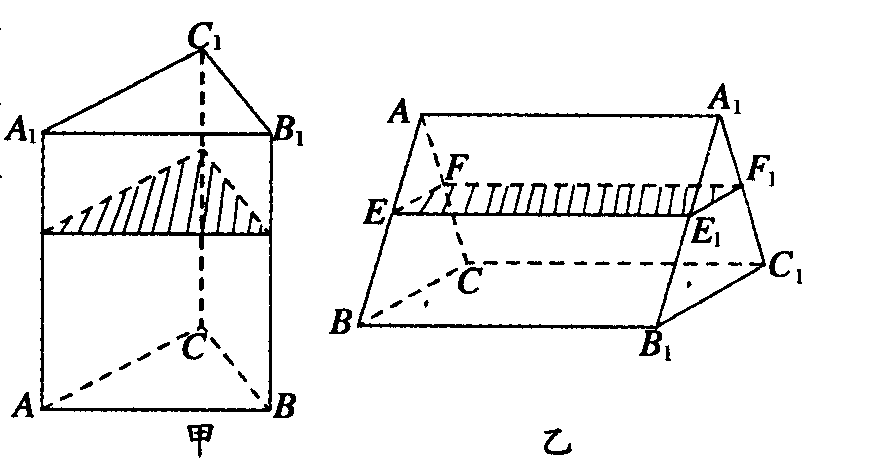 C₁
A₁ B₁
C
A B
甲
A A₁
F F₁
E E₁
C C₁
B B₁
乙